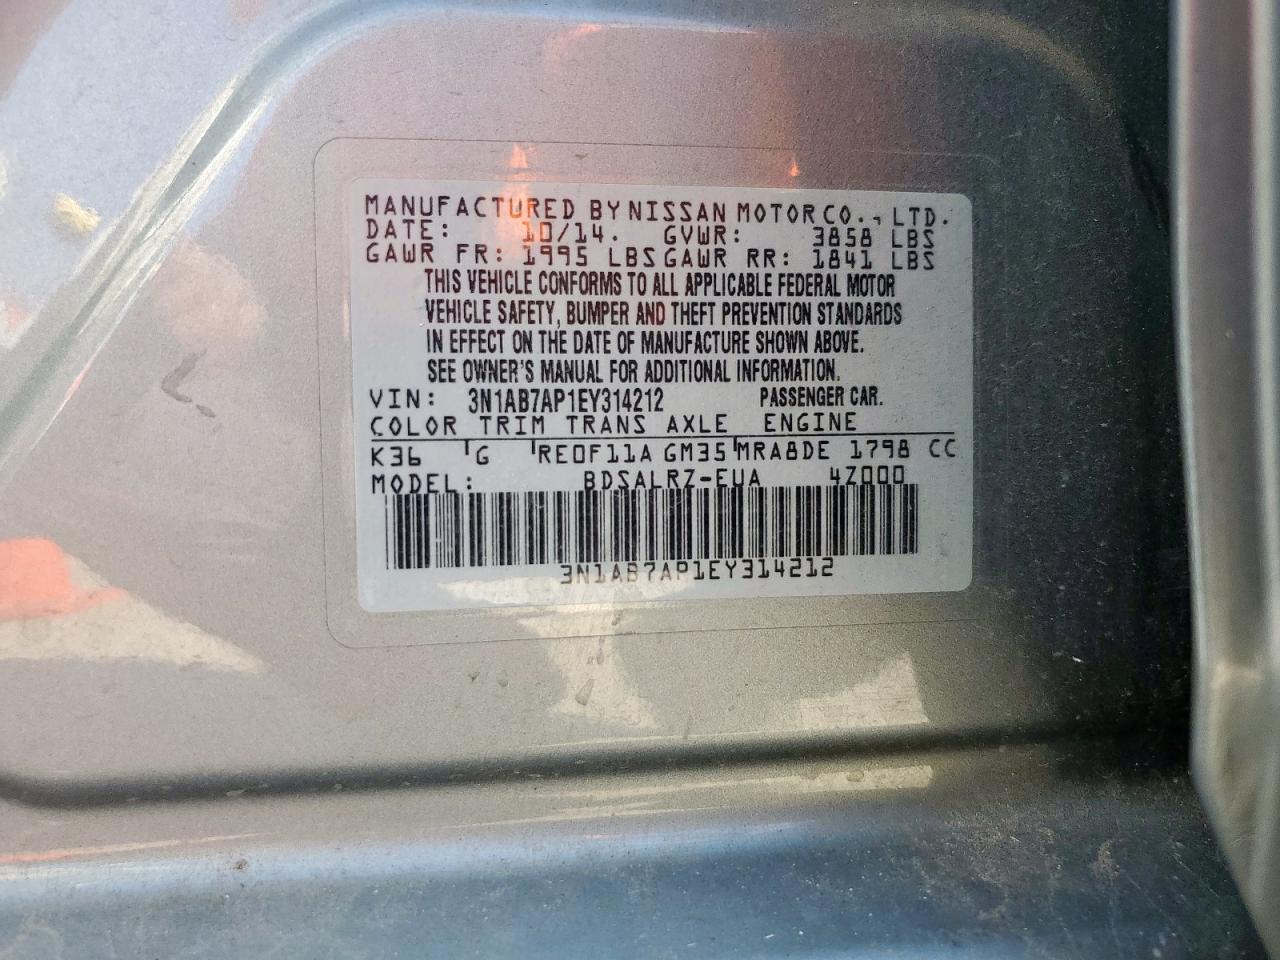 MANUFACTURED BY NISSAN MOTOR CO., LTD.
DATE: 10/14. GVWR: 3858 LBS
GAWR FR: 1995 LBS GAWR RR: 1841 LBS
THIS VEHICLE CONFORMS TO ALL APPLICABLE FEDERAL MOTOR
VEHICLE SAFETY, BUMPER AND THEFT PREVENTION STANDARDS
IN EFFECT ON THE DATE OF MANUFACTURE SHOWN ABOVE.
SEE OWNER'S MANUAL FOR ADDITIONAL INFORMATION.
VIN: 3N1AB7AP1EY314212 PASSENGER CAR.
COLOR TRIM TRANS AXLE ENGINE
K36 G RE0F11A GM35 MRA8DE 1798 CC
MODEL: BDSALRZ-EUA 4Z000
3N1AB7AP1EY314212